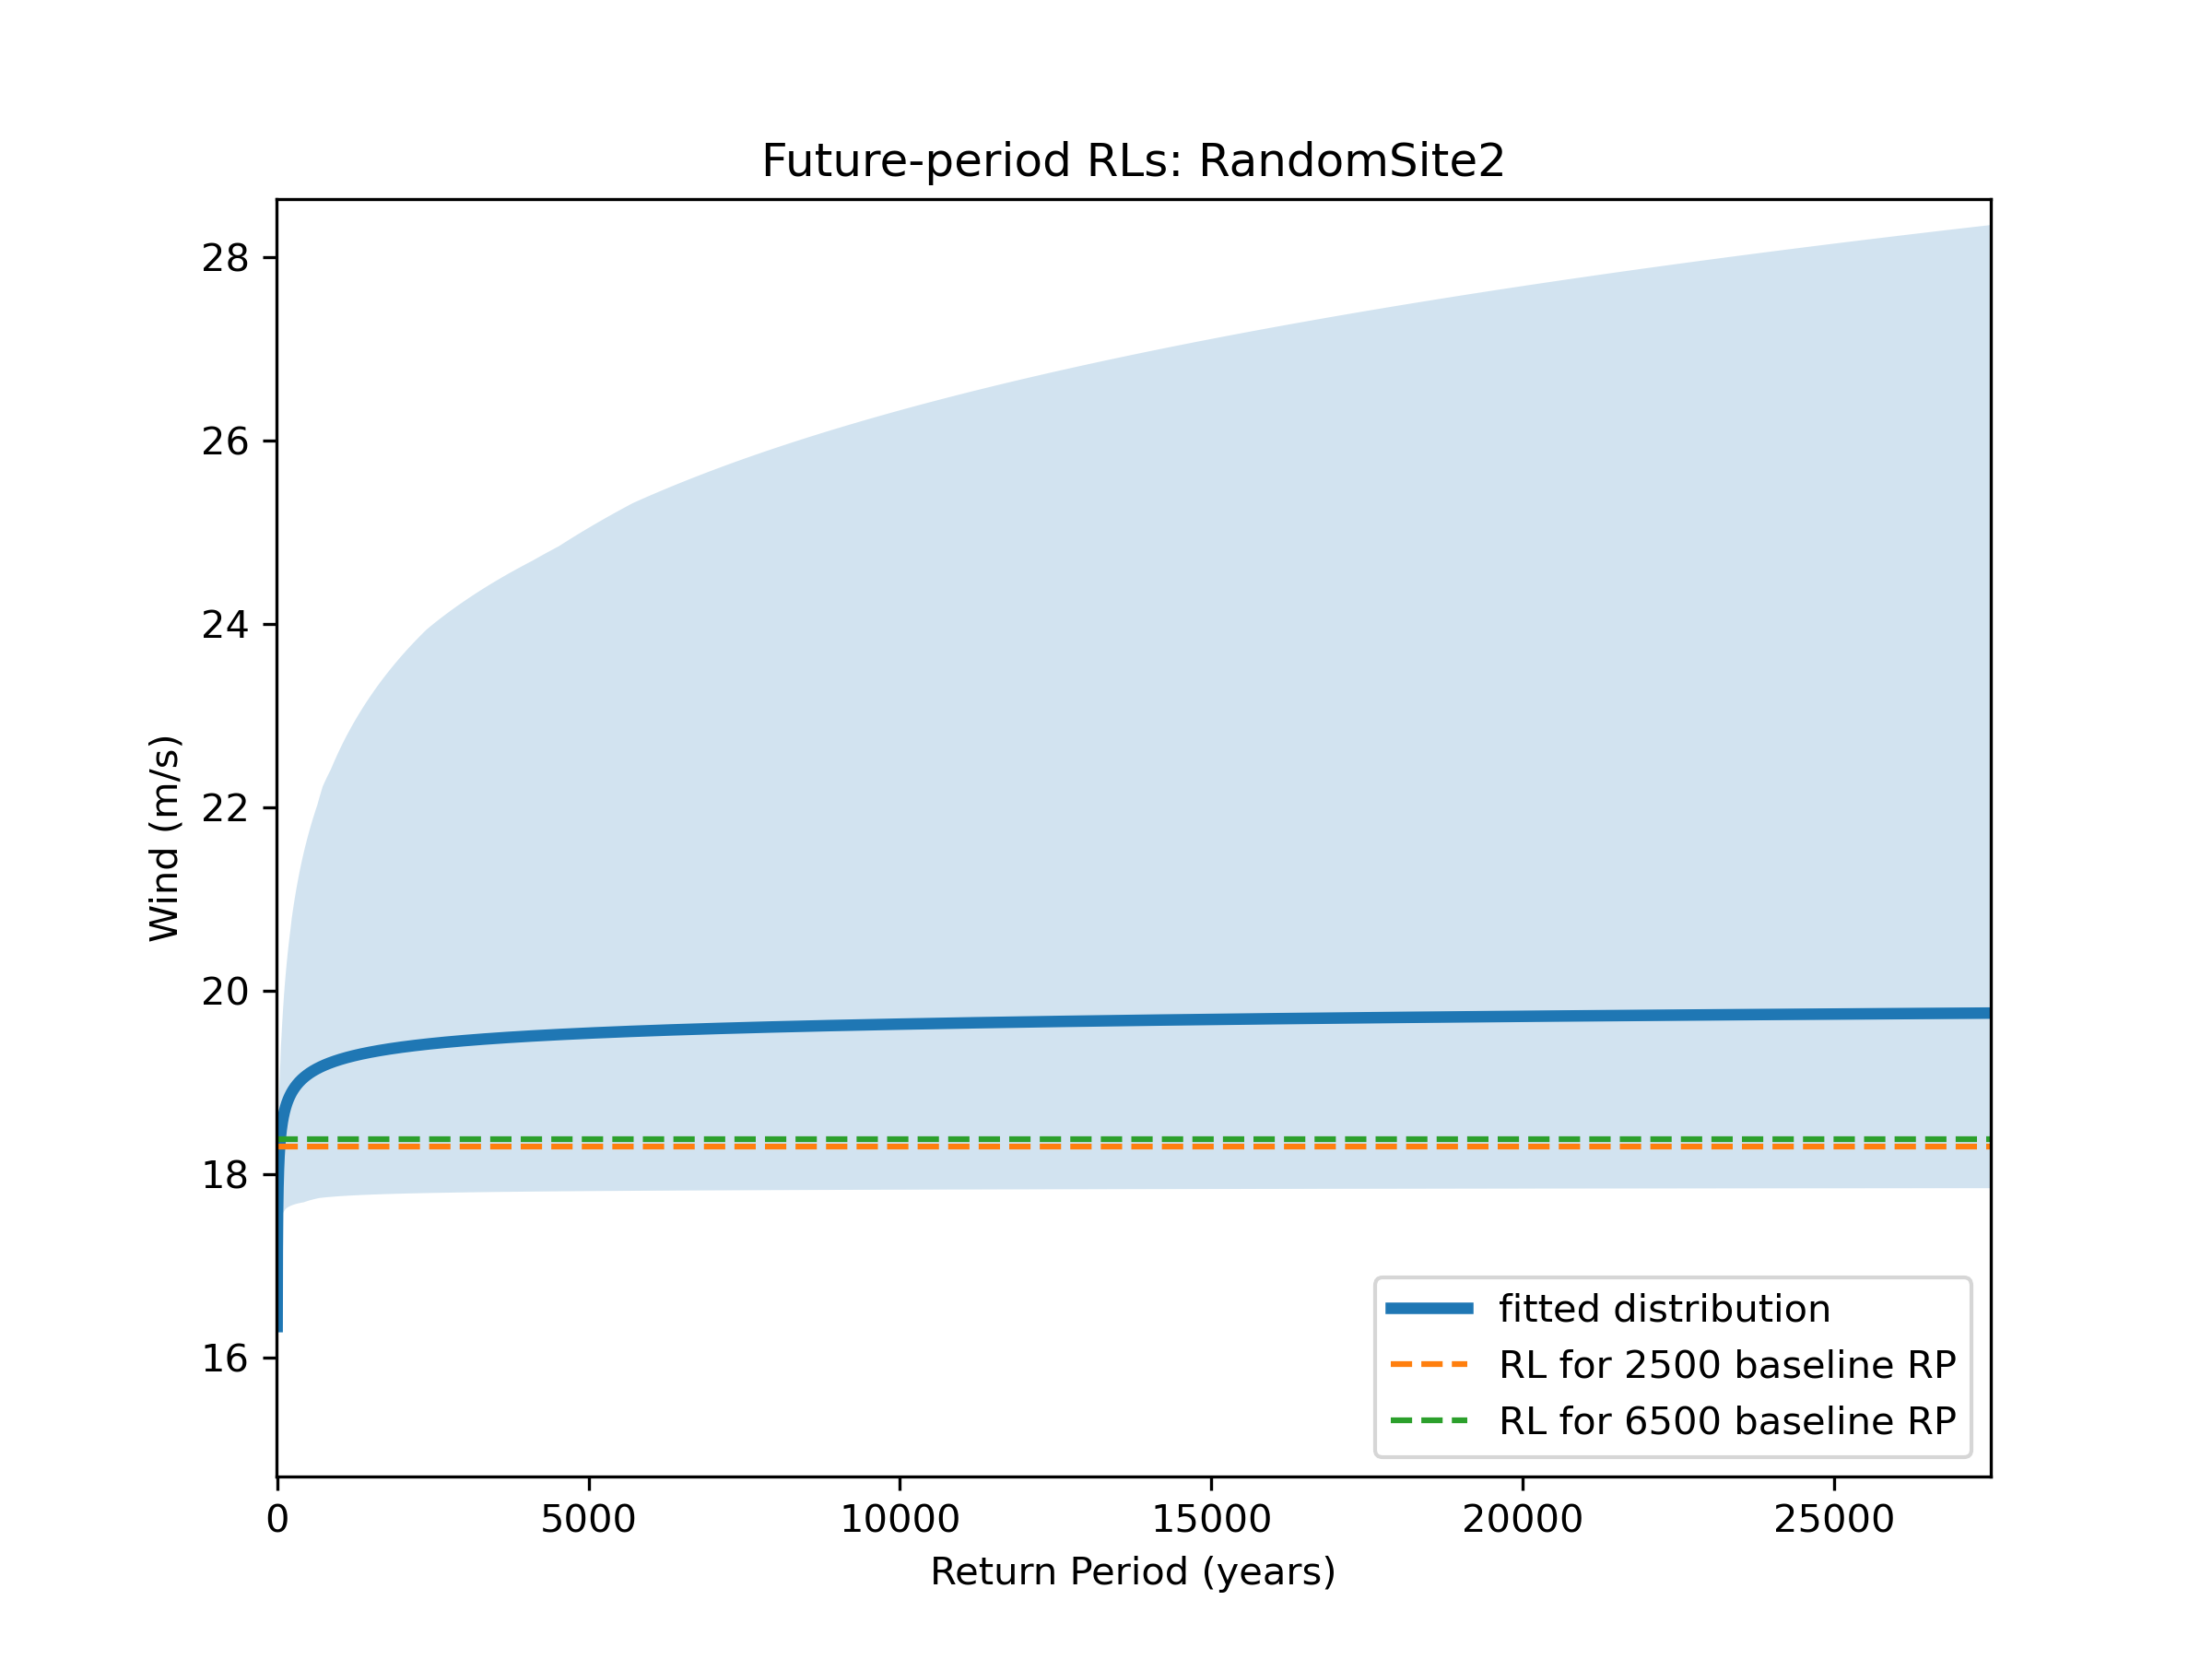 Future-period RLs: RandomSite2
Wind (m/s)
28
26
24
22
20
18
16
0 5000 10000 15000 20000 25000
Return Period (years)
fitted distribution
RL for 2500 baseline RP
RL for 6500 baseline RP